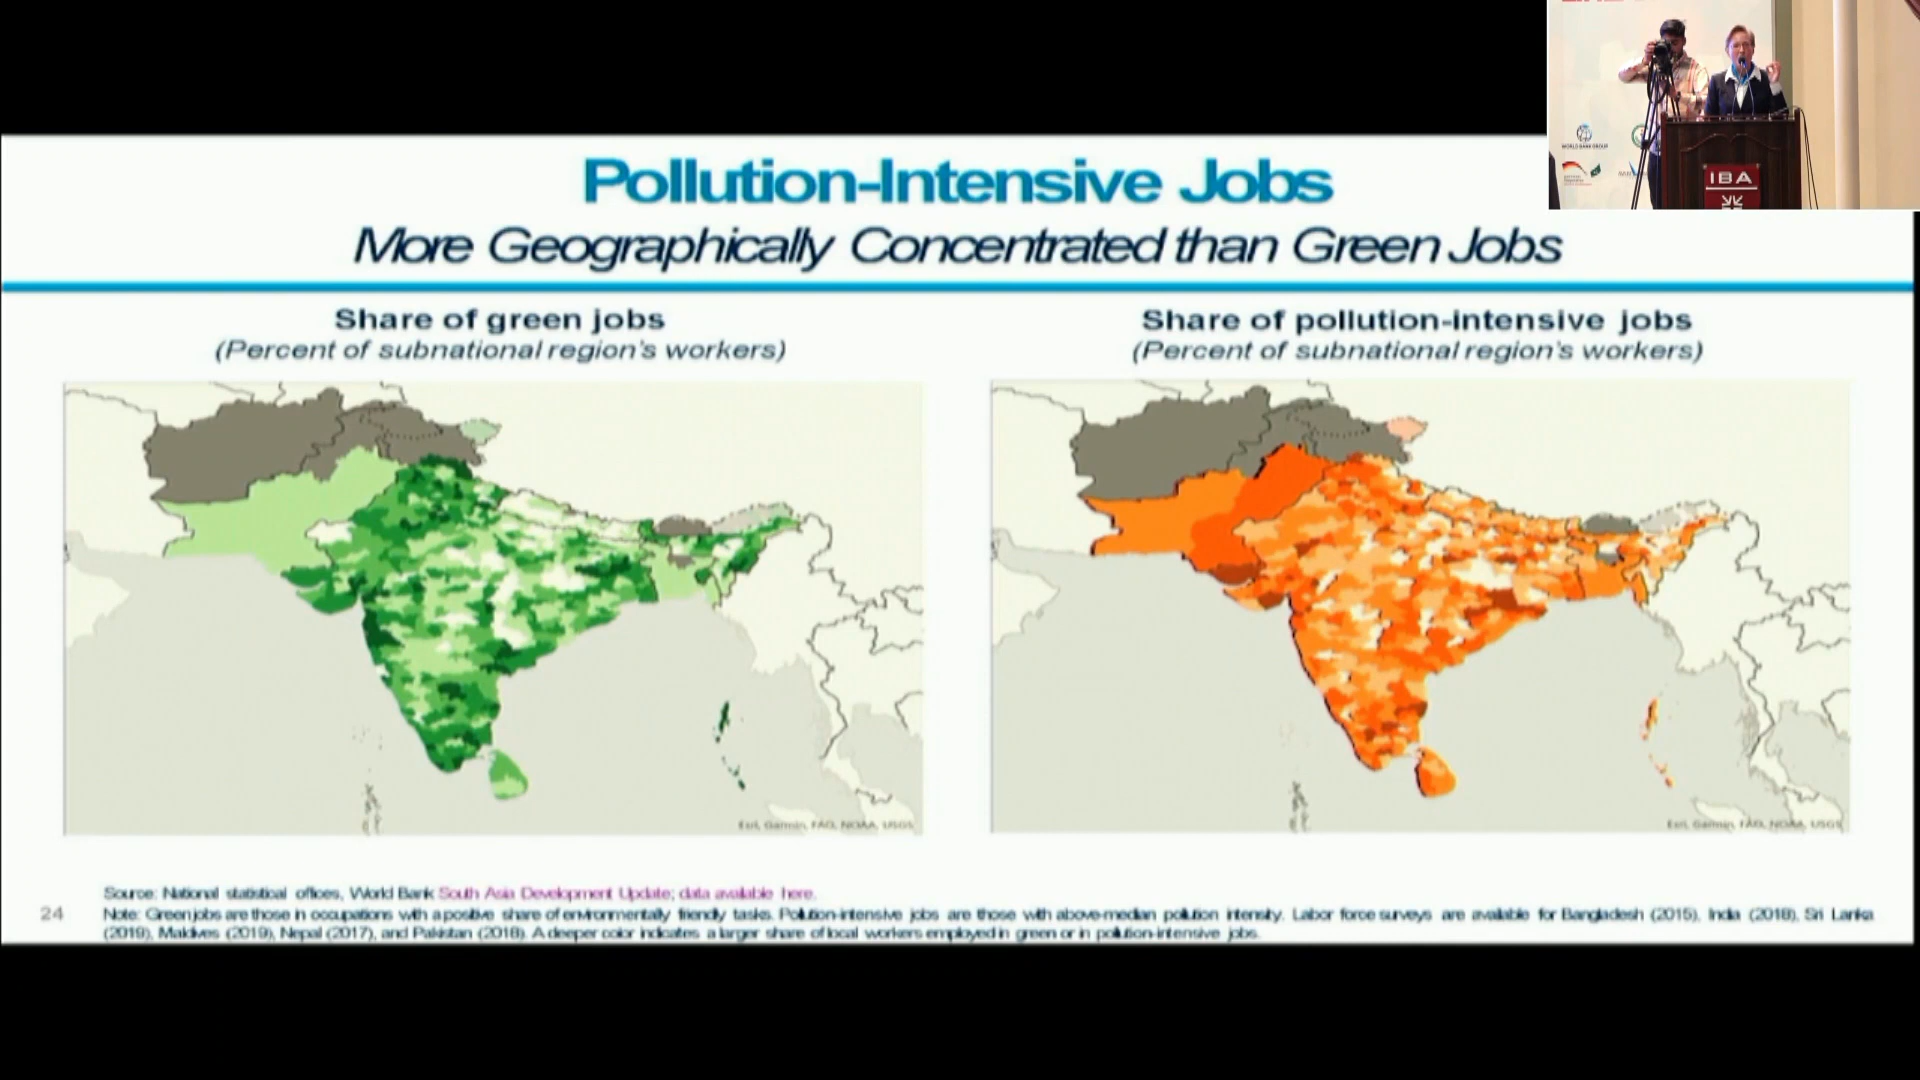 Pollution-Intensive Jobs
More Geographically Concentrated than Green Jobs
Share of green jobs
(Percent of subnational region's workers)
Share of pollution-intensive jobs
(Percent of subnational region's workers)
Esri, Garmin, FAO, NOAA, USGS
Esri, Garmin, FAO, NOAA, USGS
Source: National statistical offices, World Bank South Asia Development Update; data available here.
Note: Green jobs are those in occupations with a positive share of environmentally friendly tasks. Pollution-intensive jobs are those with above-median pollution intensity. Labor force surveys are available for Bangladesh (2015), India (2018), Sri Lanka
(2019), Maldives (2019), Nepal (2017), and Pakistan (2018). A deeper color indicates a larger share of local workers employed in green or in pollution-intensive jobs.
24
WORLD BANK GROUP
IBA